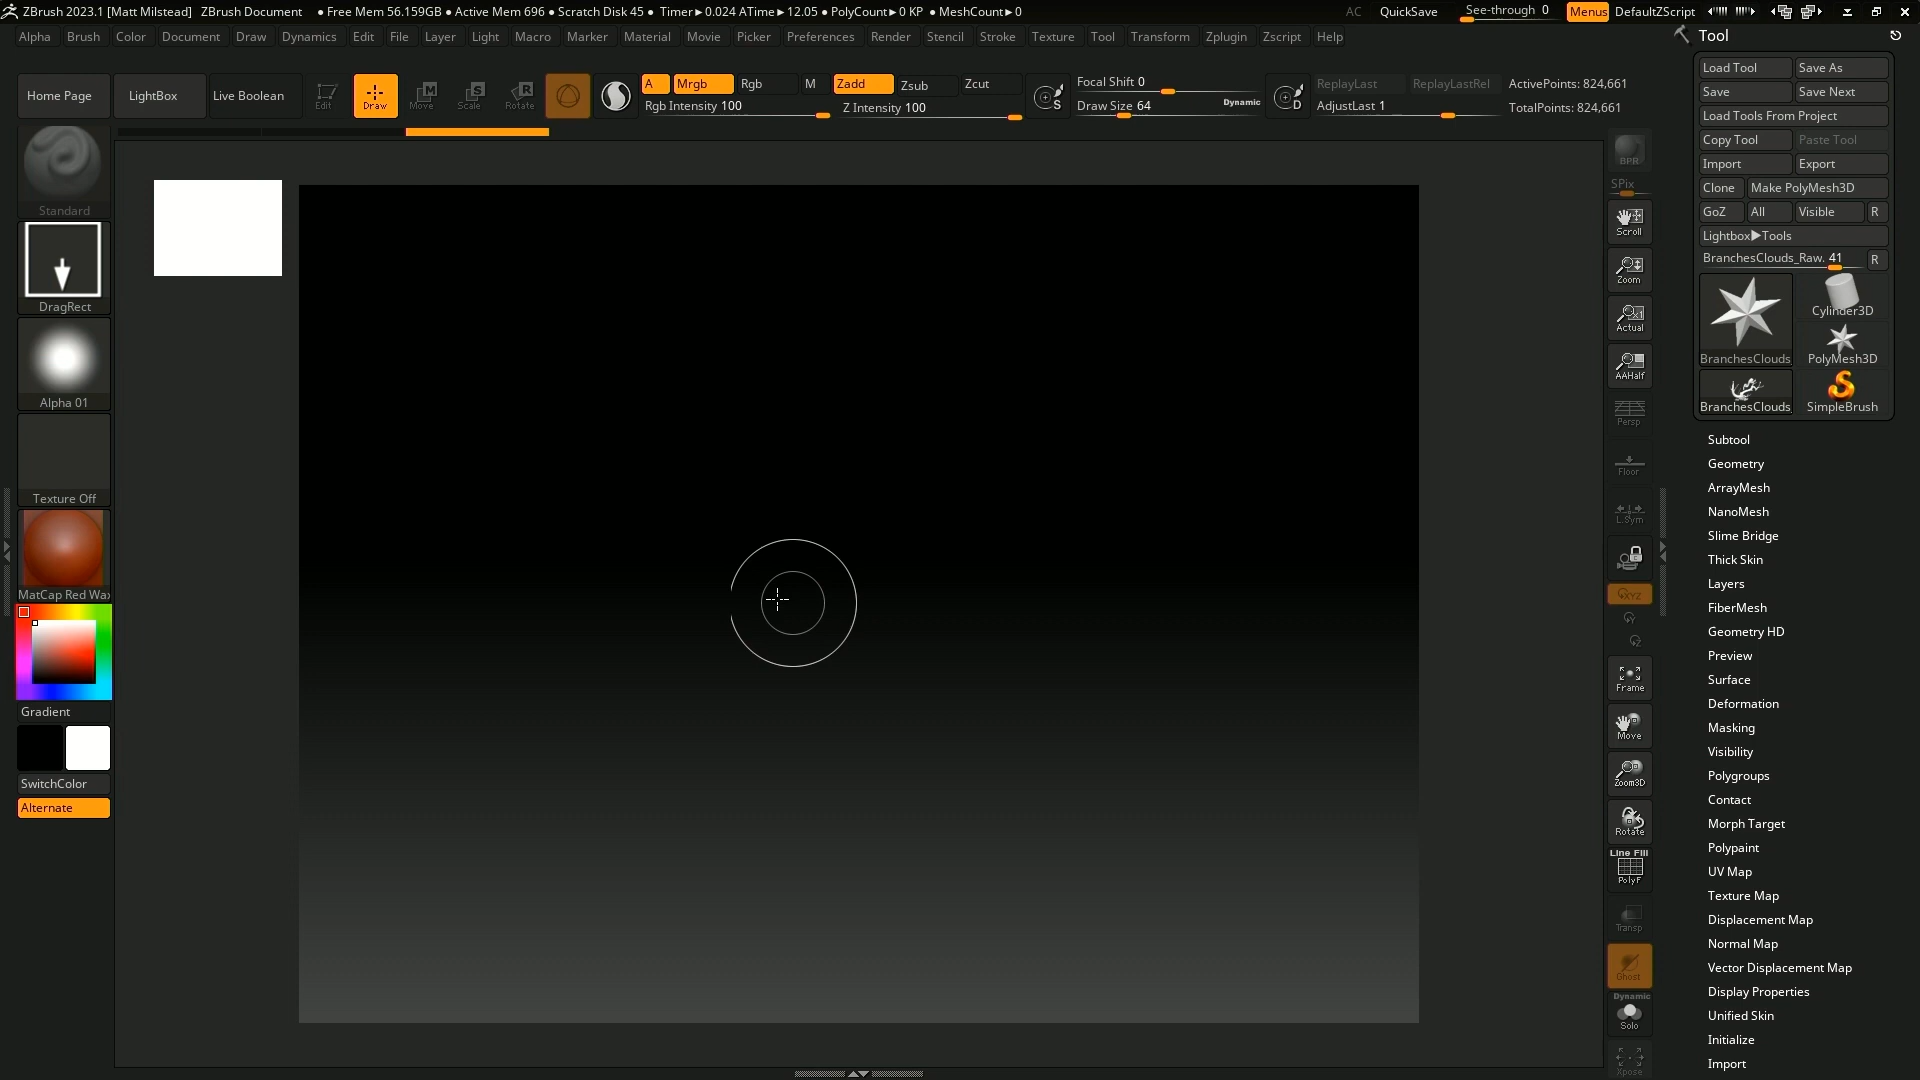 ZBrush 2023.1 [Matt Milstead] ZBrush Document ● Free Mem 56.159GB ● Active Mem 696 ● Scratch Disk 45 ● Timer►0.024 ATime►12.05 ● PolyCount►0 KP ● MeshCount►0 AC QuickSave See-through 0 Menus DefaultZScript
Alpha Brush Color Document Draw Dynamics Edit File Layer Light Macro Marker Material Movie Picker Preferences Render Stencil Stroke Texture Tool Transform Zplugin Zscript Help
Home Page LightBox Live Boolean Edit Draw Move Scale Rotate
A Mrgb Rgb M Zadd Zsub Zcut
Rgb Intensity 100 Z Intensity 100
S
Focal Shift 0
Draw Size 64 Dynamic
D
ReplayLast ReplayLastRel
AdjustLast 1
ActivePoints: 824,661
TotalPoints: 824,661
Standard
DragRect
Alpha 01
Texture Off
MatCap Red Wax
Gradient
SwitchColor
Alternate
BPR
SPix
Scroll
Zoom
Actual
AAHalf
Persp
Floor
L.Sym
XYZ
Y
Z
Frame
Move
Zoom3D
Rotate
Line Fill
PolyF
Transp
Ghost
Dynamic
Solo
Xpose
Tool
Load Tool Save As
Save Save Next
Load Tools From Project
Copy Tool Paste Tool
Import Export
Clone Make PolyMesh3D
GoZ All Visible R
Lightbox►Tools
BranchesClouds_Raw. 41 R
BranchesClouds Cylinder3D
PolyMesh3D
BranchesClouds SimpleBrush
Subtool
Geometry
ArrayMesh
NanoMesh
Slime Bridge
Thick Skin
Layers
FiberMesh
Geometry HD
Preview
Surface
Deformation
Masking
Visibility
Polygroups
Contact
Morph Target
Polypaint
UV Map
Texture Map
Displacement Map
Normal Map
Vector Displacement Map
Display Properties
Unified Skin
Initialize
Import